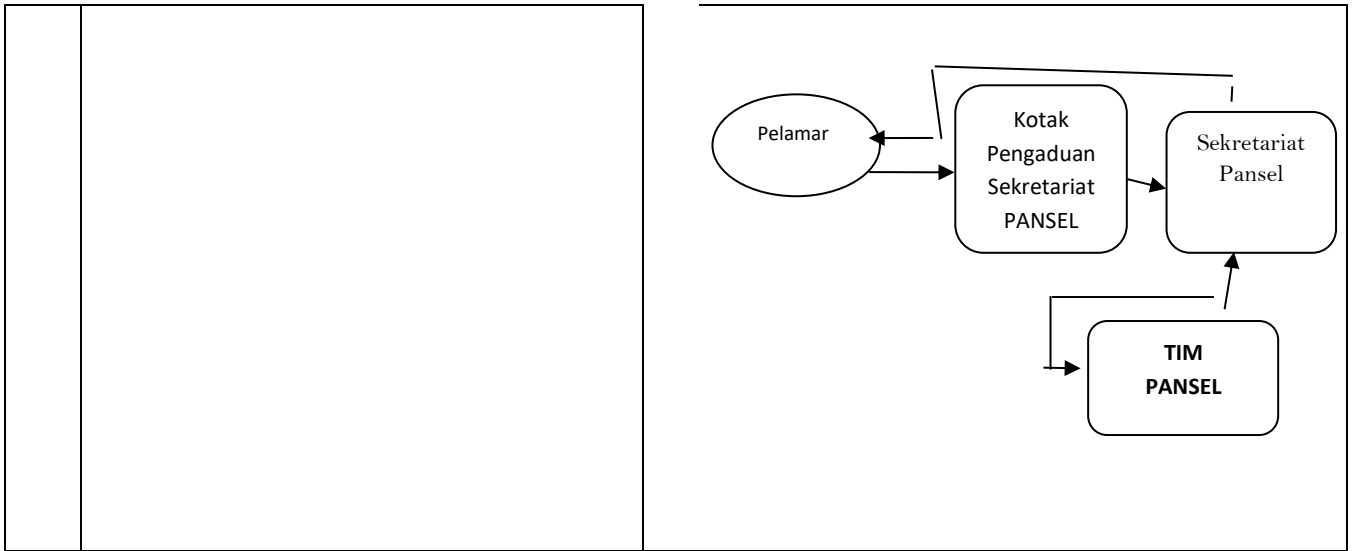 Pelamar
Kotak
Pengaduan
Sekretariat
PANSEL
Sekretariat
Pansel
TIM
PANSEL